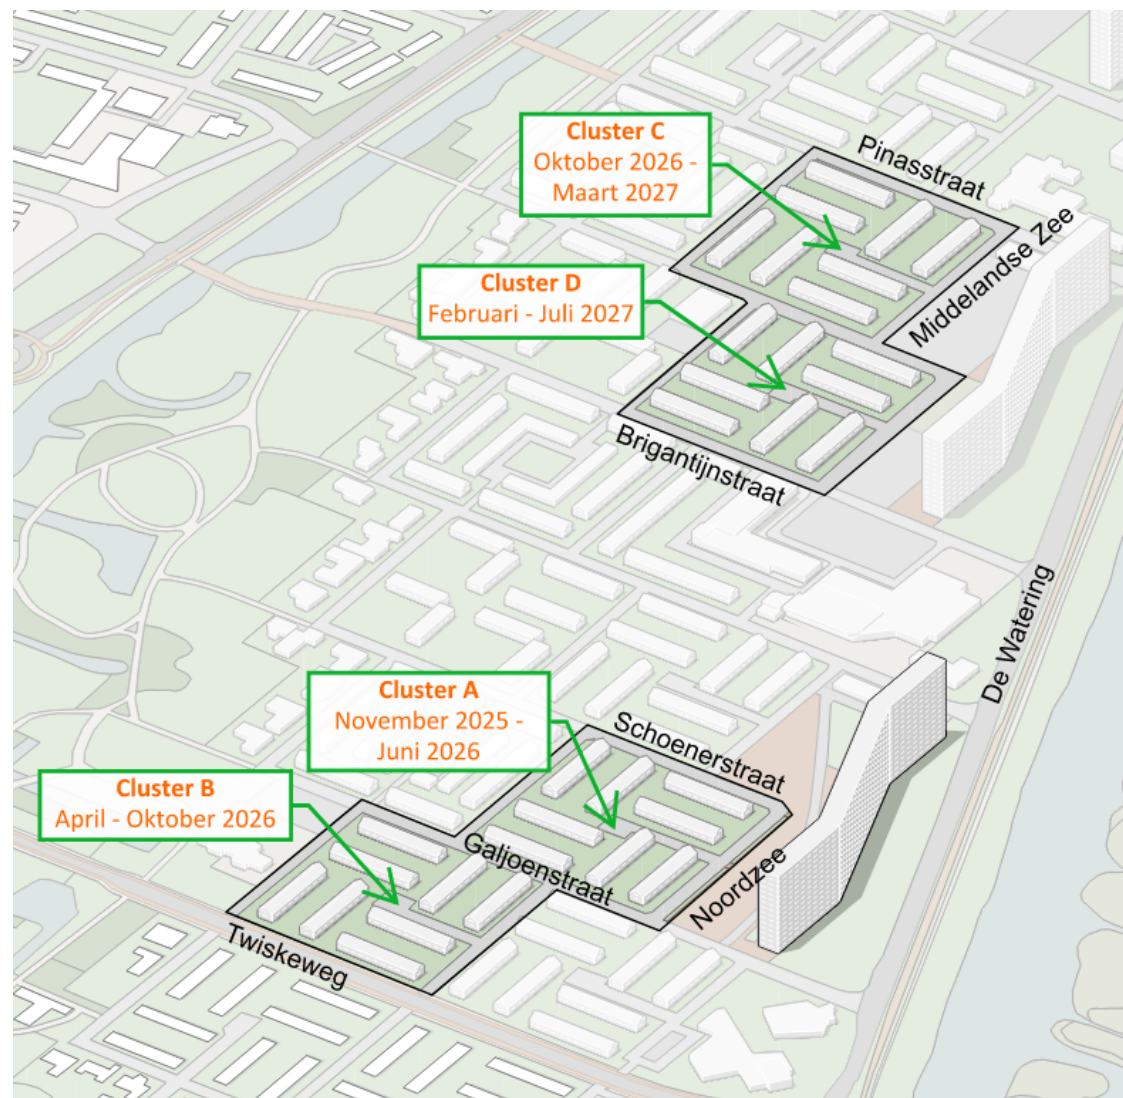 Cluster C
Oktober 2026 -
Maart 2027
Pinasstraat
Middelandse Zee
Cluster D
Februari - Juli 2027
Brigantijnstraat
De Watering
Cluster A
November 2025 -
Juni 2026
Schoenerstraat
Cluster B
April - Oktober 2026
Galjoenstraat
Noordzee
Twiskeweg